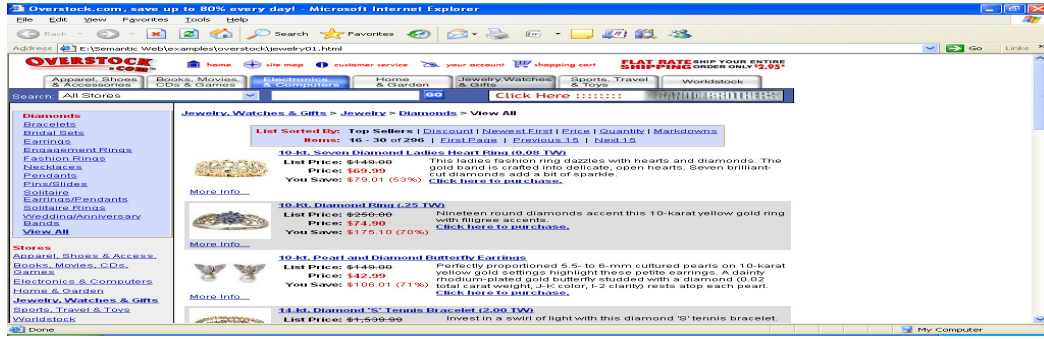 Overstock.com, save up to 80% every day! - Microsoft Internet Explorer
File Edit View Favorites Tools Help
Back Search Favorites
Address E:\Semantic Web\examples\overstock\jewelry01.html Go Links
OVERSTOCK .COM home site map customer service your account shopping cart FLAT RATE SHIP YOUR ENTIRE
SHIPPING ORDER ONLY $2.95*
Apparel, Shoes & Accessories
Books, Movies, CDs & Games
Electronics & Computers
Home & Garden
Jewelry, Watches & Gifts
Sports, Travel & Toys
Worldstock
Search: All Stores GO Click Here ::::::::
Diamonds
Bracelets
Bridal Sets
Earrings
Engagement Rings
Fashion Rings
Necklaces
Pendants
Pins/Slides
Solitaire
Earrings/Pendants
Solitaire Rings
Wedding/Anniversary
Bands
View All
Stores
Apparel, Shoes & Access.
Books, Movies, CDs,
Games
Electronics & Computers
Home & Garden
Jewelry, Watches & Gifts
Sports, Travel & Toys
Worldstock
Jewelry, Watches & Gifts > Jewelry > Diamonds > View All
List Sorted By: Top Sellers | Discount | Newest First | Price | Quantity | Markdowns
Items: 16 - 30 of 296 | First Page | Previous 15 | Next 15
10-kt. Seven Diamond Ladies Heart Ring (0.08 TW)
List Price: $149.00
Price: $69.99
You Save: $79.01 (53%)
This ladies fashion ring dazzles with hearts and diamonds. The
gold band is crafted into delicate, open hearts. Seven brilliant-
cut diamonds add a bit of sparkle.
Click here to purchase.
More Info...
10-Kt. Diamond Ring (.25 TW)
List Price: $250.00
Price: $74.90
You Save: $175.10 (70%)
Nineteen round diamonds accent this 10-karat yellow gold ring
with filigree accents.
Click here to purchase.
More Info...
10-kt. Pearl and Diamond Butterfly Earrings
List Price: $149.00
Price: $42.99
You Save: $106.01 (71%)
Perfectly proportioned 5.5- to 6-mm cultured pearls on 10-karat
yellow gold settings highlight these petite earrings. A dainty
rhodium-plated gold butterfly studded with a diamond (0.02
total carat weight, J-K color, I-2 clarity) rests atop each pearl.
Click here to purchase.
More Info...
14-kt. Diamond 'S' Tennis Bracelet (2.00 TW)
List Price: $1,599.99
Invest in a swirl of light with this diamond 'S' tennis bracelet.
Done My Computer